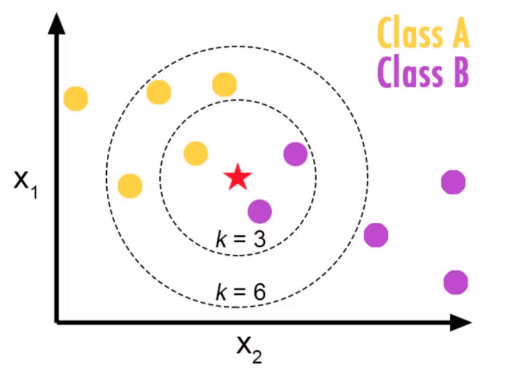 Class A
Class B
x₁
k = 3
k = 6
x₂